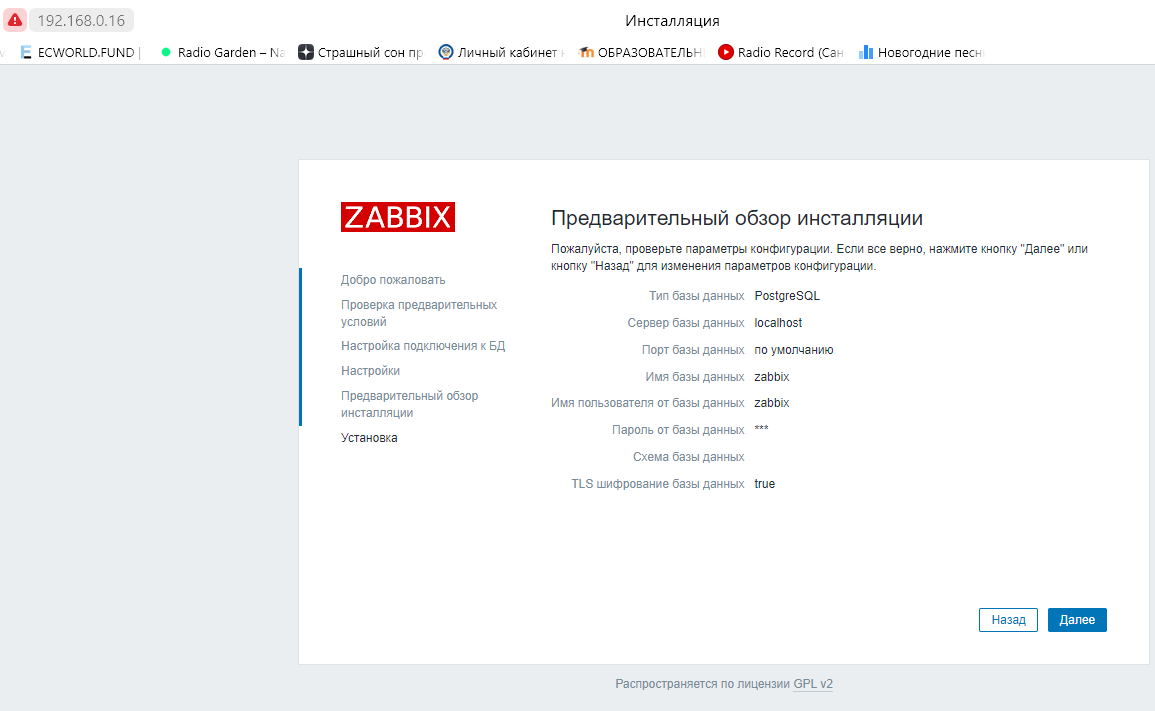 192.168.0.16
Инсталляция
ECWORLD.FUND |
Radio Garden – Na
Страшный сон пр
Личный кабинет
ОБРАЗОВАТЕЛЬН
Radio Record (Сан
Новогодние песн
ZABBIX
Добро пожаловать
Проверка предварительных
условий
Настройка подключения к БД
Настройки
Предварительный обзор
инсталляции
Установка
Предварительный обзор инсталляции
Пожалуйста, проверьте параметры конфигурации. Если все верно, нажмите кнопку "Далее" или
кнопку "Назад" для изменения параметров конфигурации.
Тип базы данных PostgreSQL
Сервер базы данных localhost
Порт базы данных по умолчанию
Имя базы данных zabbix
Имя пользователя от базы данных zabbix
Пароль от базы данных ***
Схема базы данных
TLS шифрование базы данных true
Назад
Далее
Распространяется по лицензии GPL v2